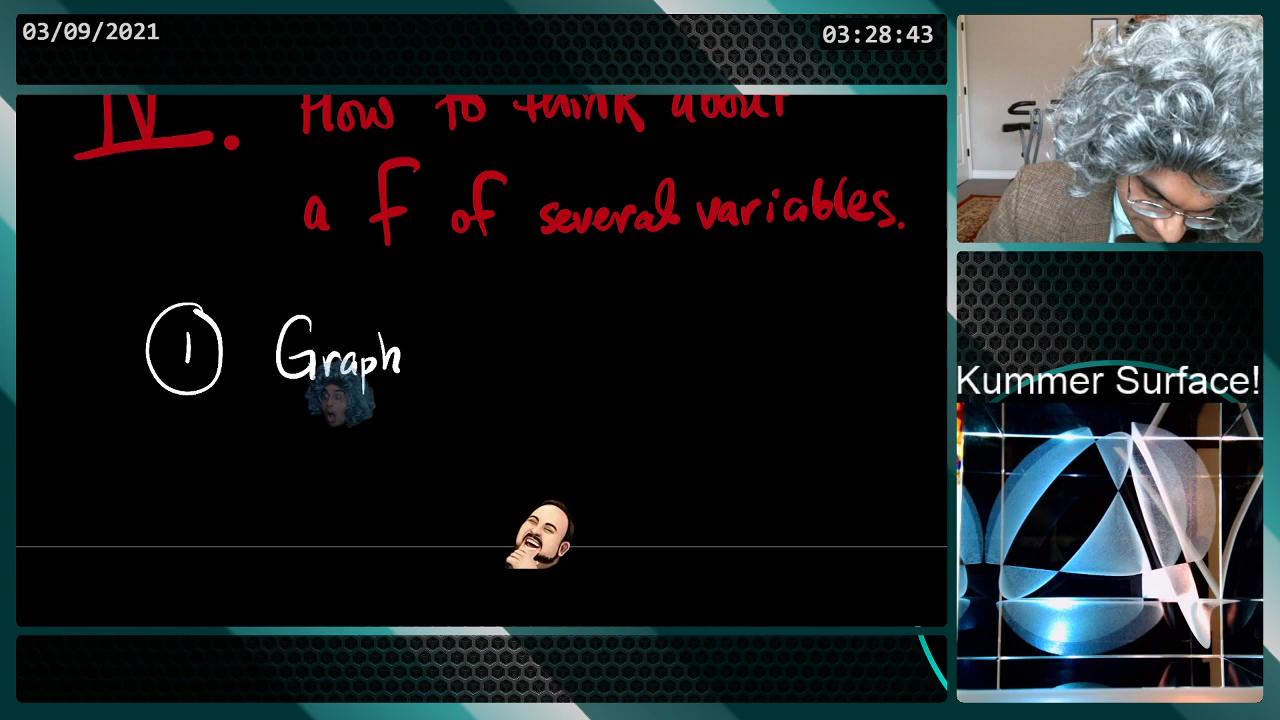 03/09/2021
03:28:43
IV. How to think about
a f of several variables.
1 Graph
Kummer Surface!